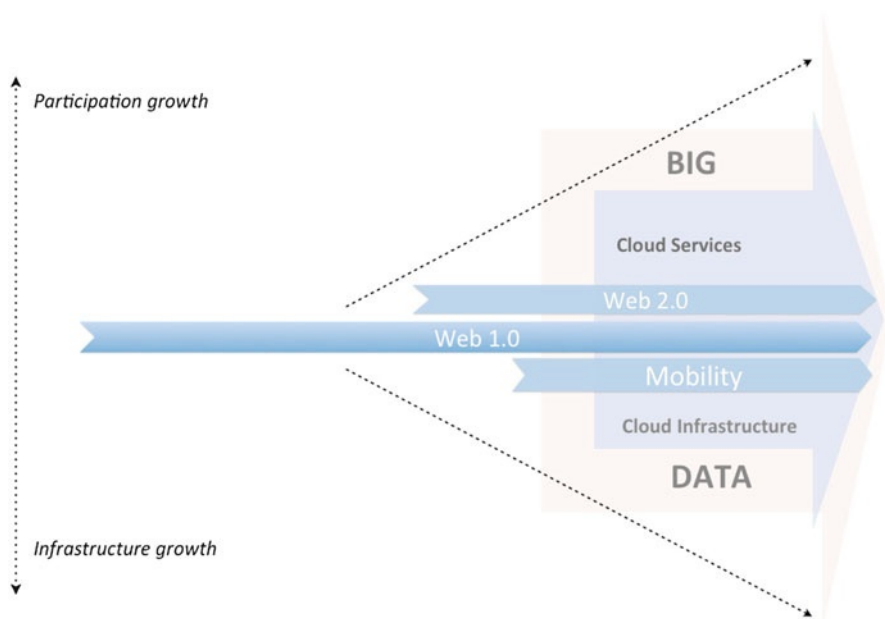 Participation growth
BIG
Cloud Services
Web 2.0
Web 1.0
Mobility
Cloud Infrastructure
DATA
Infrastructure growth